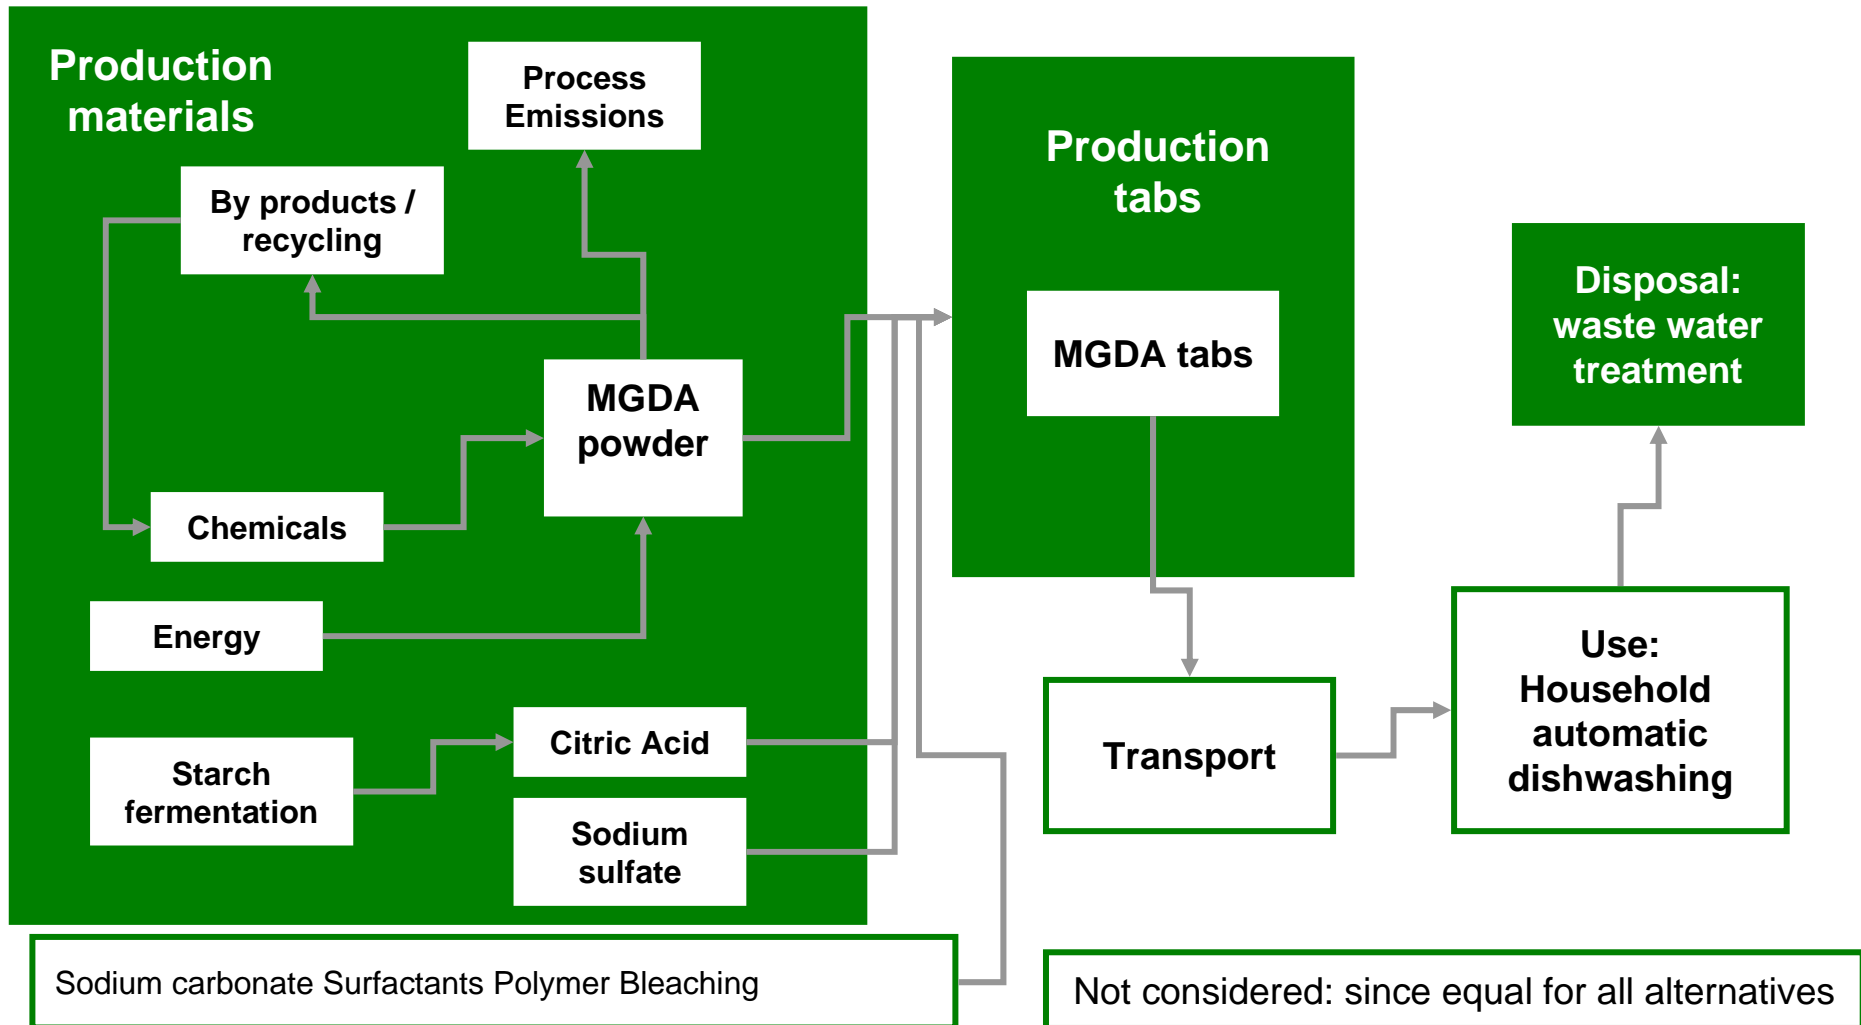 Production
materials
Process
Emissions
By products /
recycling
MGDA
powder
Chemicals
Energy
Starch
fermentation
Citric Acid
Sodium
sulfate
Sodium carbonate Surfactants Polymer Bleaching
Production
tabs
MGDA tabs
Transport
Use:
Household
automatic
dishwashing
Disposal:
waste water
treatment
Not considered: since equal for all alternatives